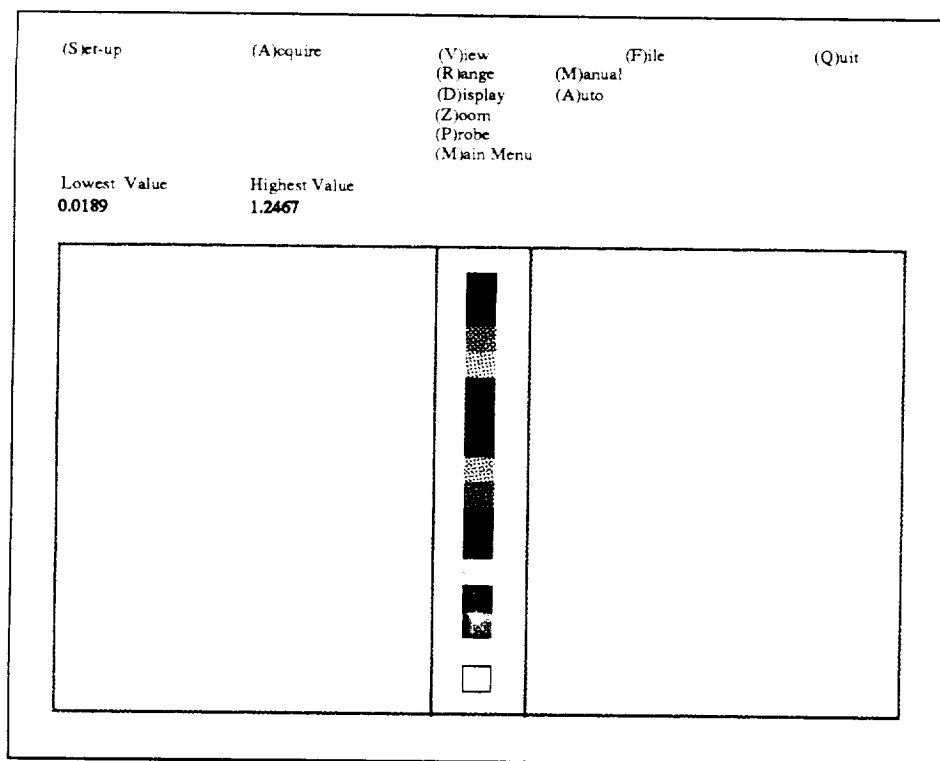 (S)et-up (A)cquire (V)iew (F)ile (Q)uit
(R)ange (M)anual
(D)isplay (A)uto
(Z)oom
(P)robe
(M)ain Menu
Lowest Value Highest Value
0.0189 1.2467